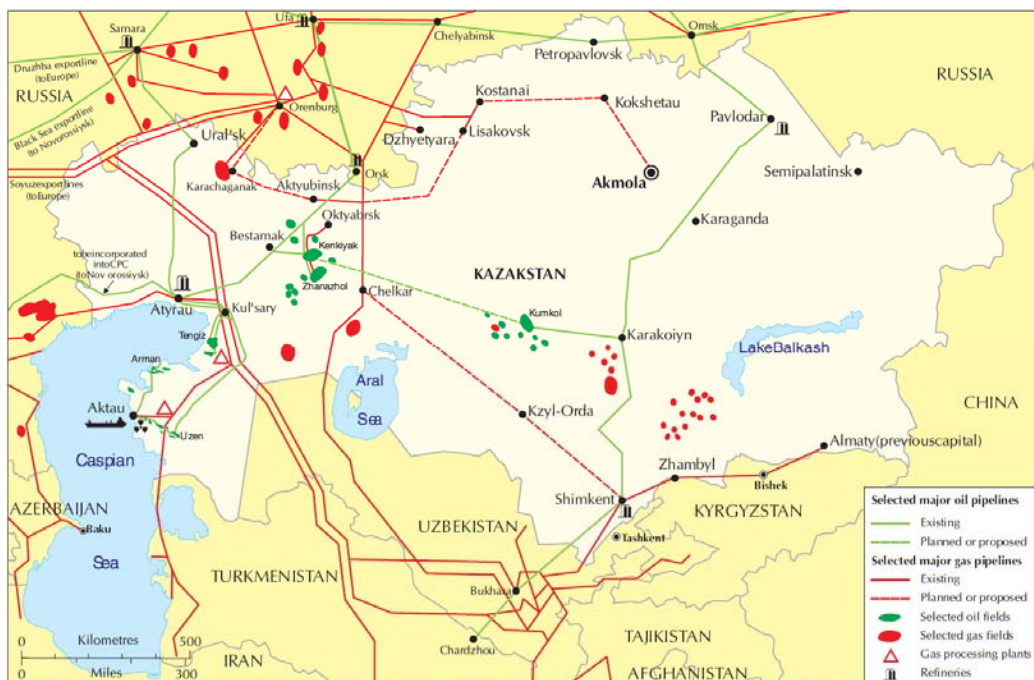 Samara
Ufa
Chelyabinsk
Omsk
Petropavlovsk
Druzhba exportline
(toEurope)
RUSSIA
RUSSIA
Kostanai
Kokshetau
Orenburg
Black Sea exportline
(to Novorossiysk)
Ural'sk
Dzhyetyara
Lisakovsk
Pavlodar
Soyuzexportlines
(toEurope)
Karachaganak
Aktyubinsk
Orsk
Akmola
Semipalatinsk
Oktyabrsk
Karaganda
Bestamak
Kenkiyak
tobeincorporated
intoCPC
(toNov orossiysk)
KAZAKSTAN
Zhanazhol
Chelkar
Atyrau
Kul'sary
Kumkol
Tengiz
Karakoiyn
LakeBalkash
Arman
Aral
Sea
Aktau
Kzyl-Orda
CHINA
Uzen
Caspian
Almaty(previouscapital)
Zhambyl
Bishek
Shimkent
AZERBAIJAN
Baku
UZBEKISTAN
KYRGYZSTAN
Tashkent
Sea
TURKMENISTAN
Bukhara
Chardzhou
TAJIKISTAN
IRAN
AFGHANISTAN
0 Kilometres 500
0 Miles 300
Selected major oil pipelines
Existing
Planned or proposed
Selected major gas pipelines
Existing
Planned or proposed
Selected oil fields
Selected gas fields
Gas processing plants
Refineries